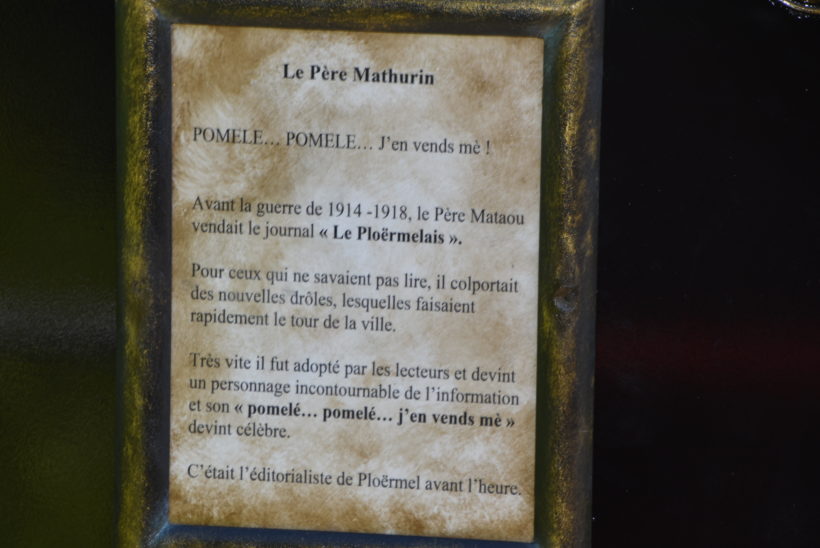 Le Père Mathurin
POMELE… POMELE… J'en vends mè !
Avant la guerre de 1914 -1918, le Père Mataou
vendait le journal « Le Ploërmelais ».
Pour ceux qui ne savaient pas lire, il colportait
des nouvelles drôles, lesquelles faisaient
rapidement le tour de la ville.
Très vite il fut adopté par les lecteurs et devint
un personnage incontournable de l'information
et son « pomelé… pomelé… j'en vends mè »
devint célèbre.
C'était l'éditorialiste de Ploërmel avant l'heure.